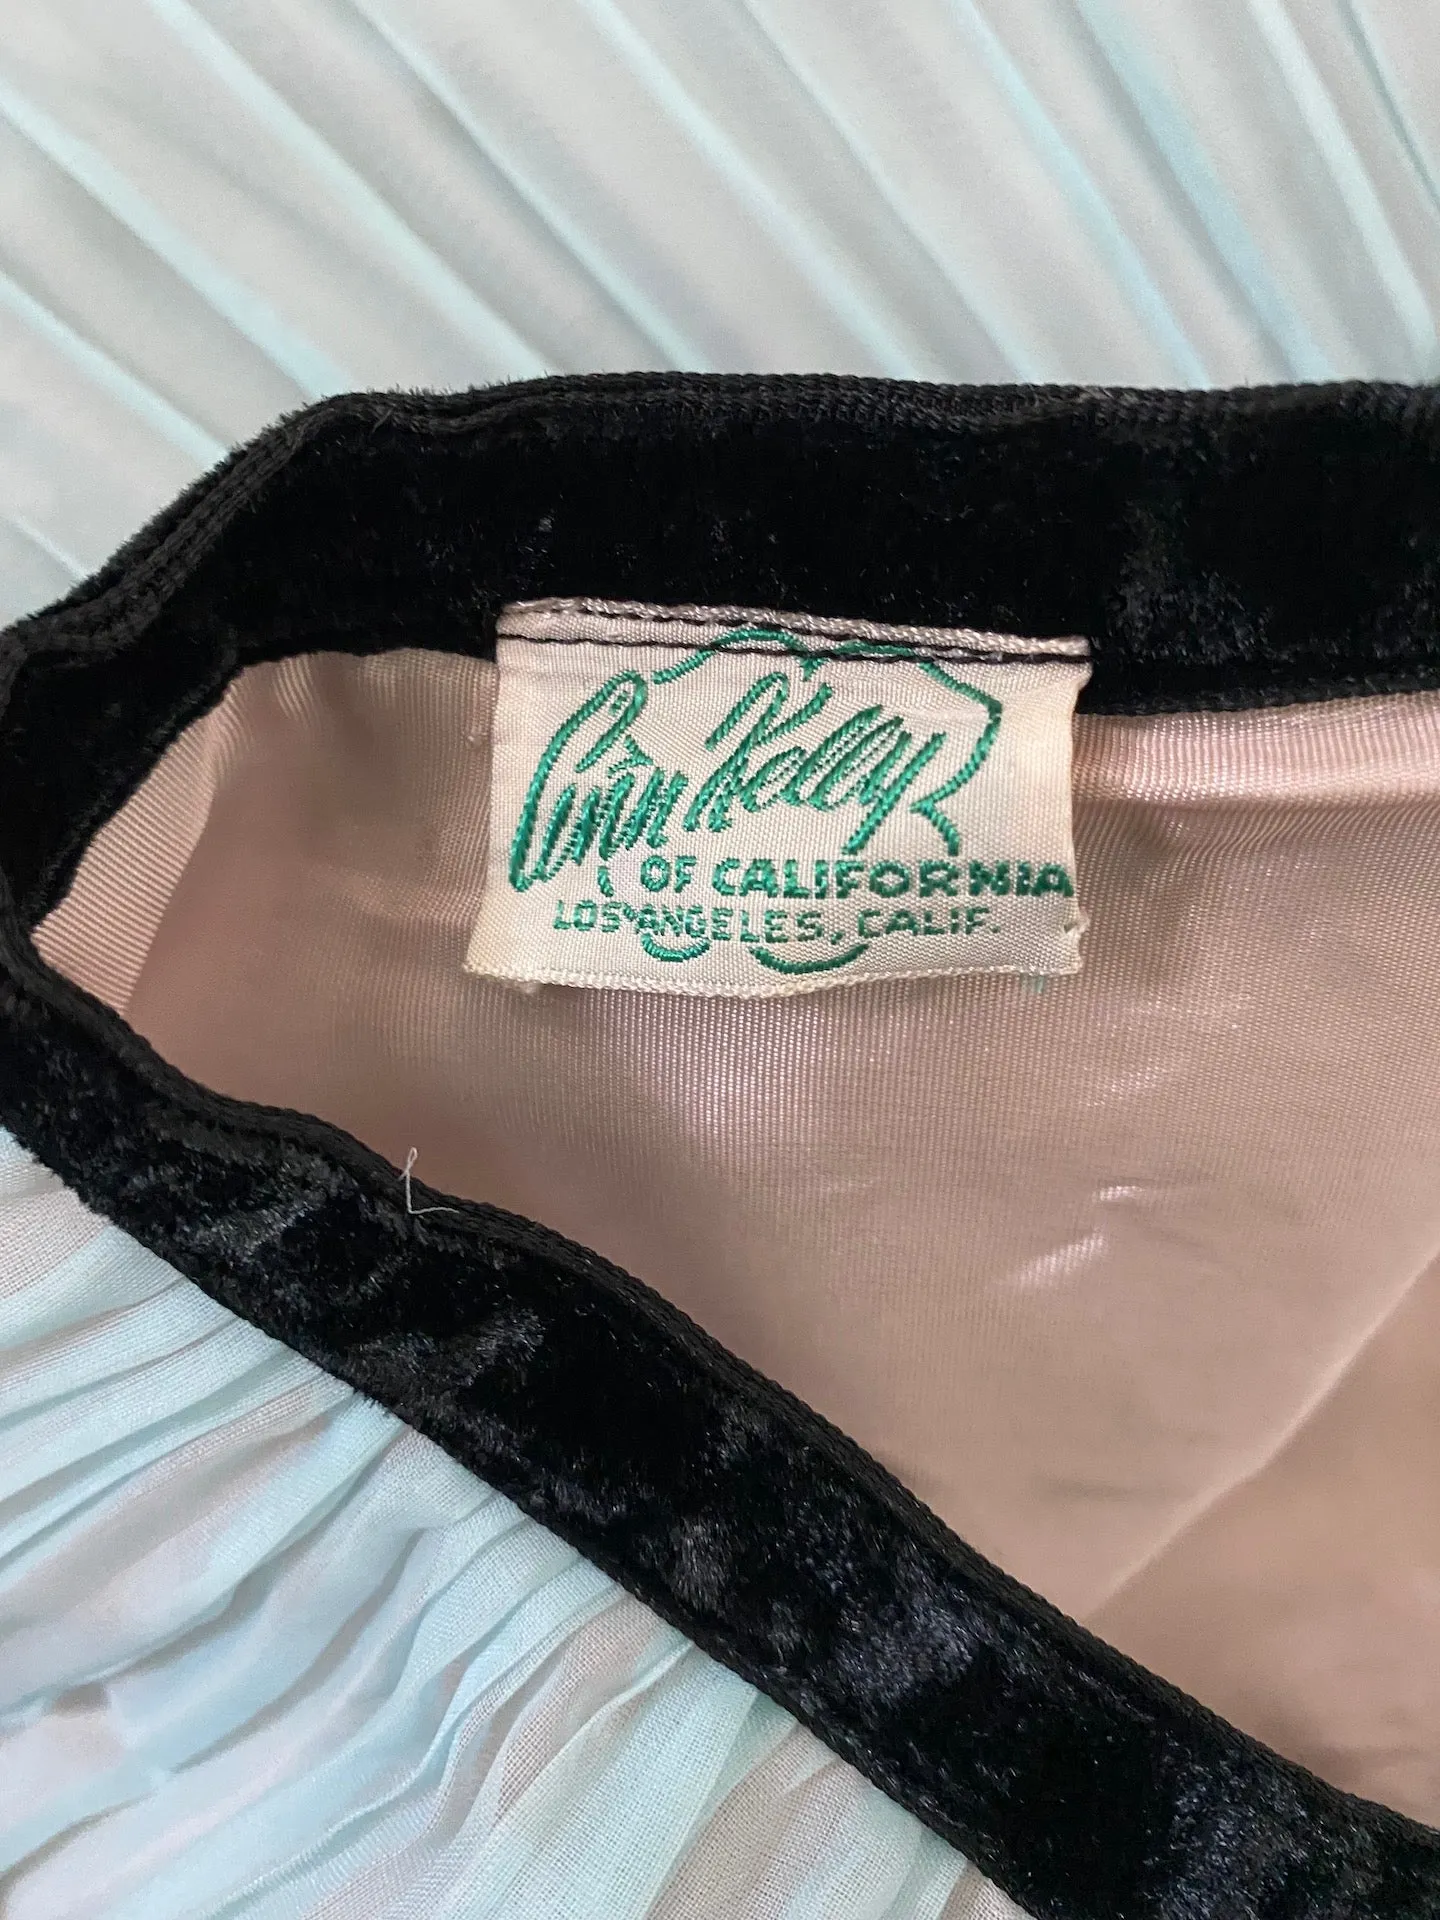 Ann Kelly
OF CALIFORNIA
LOS ANGELES, CALIF.